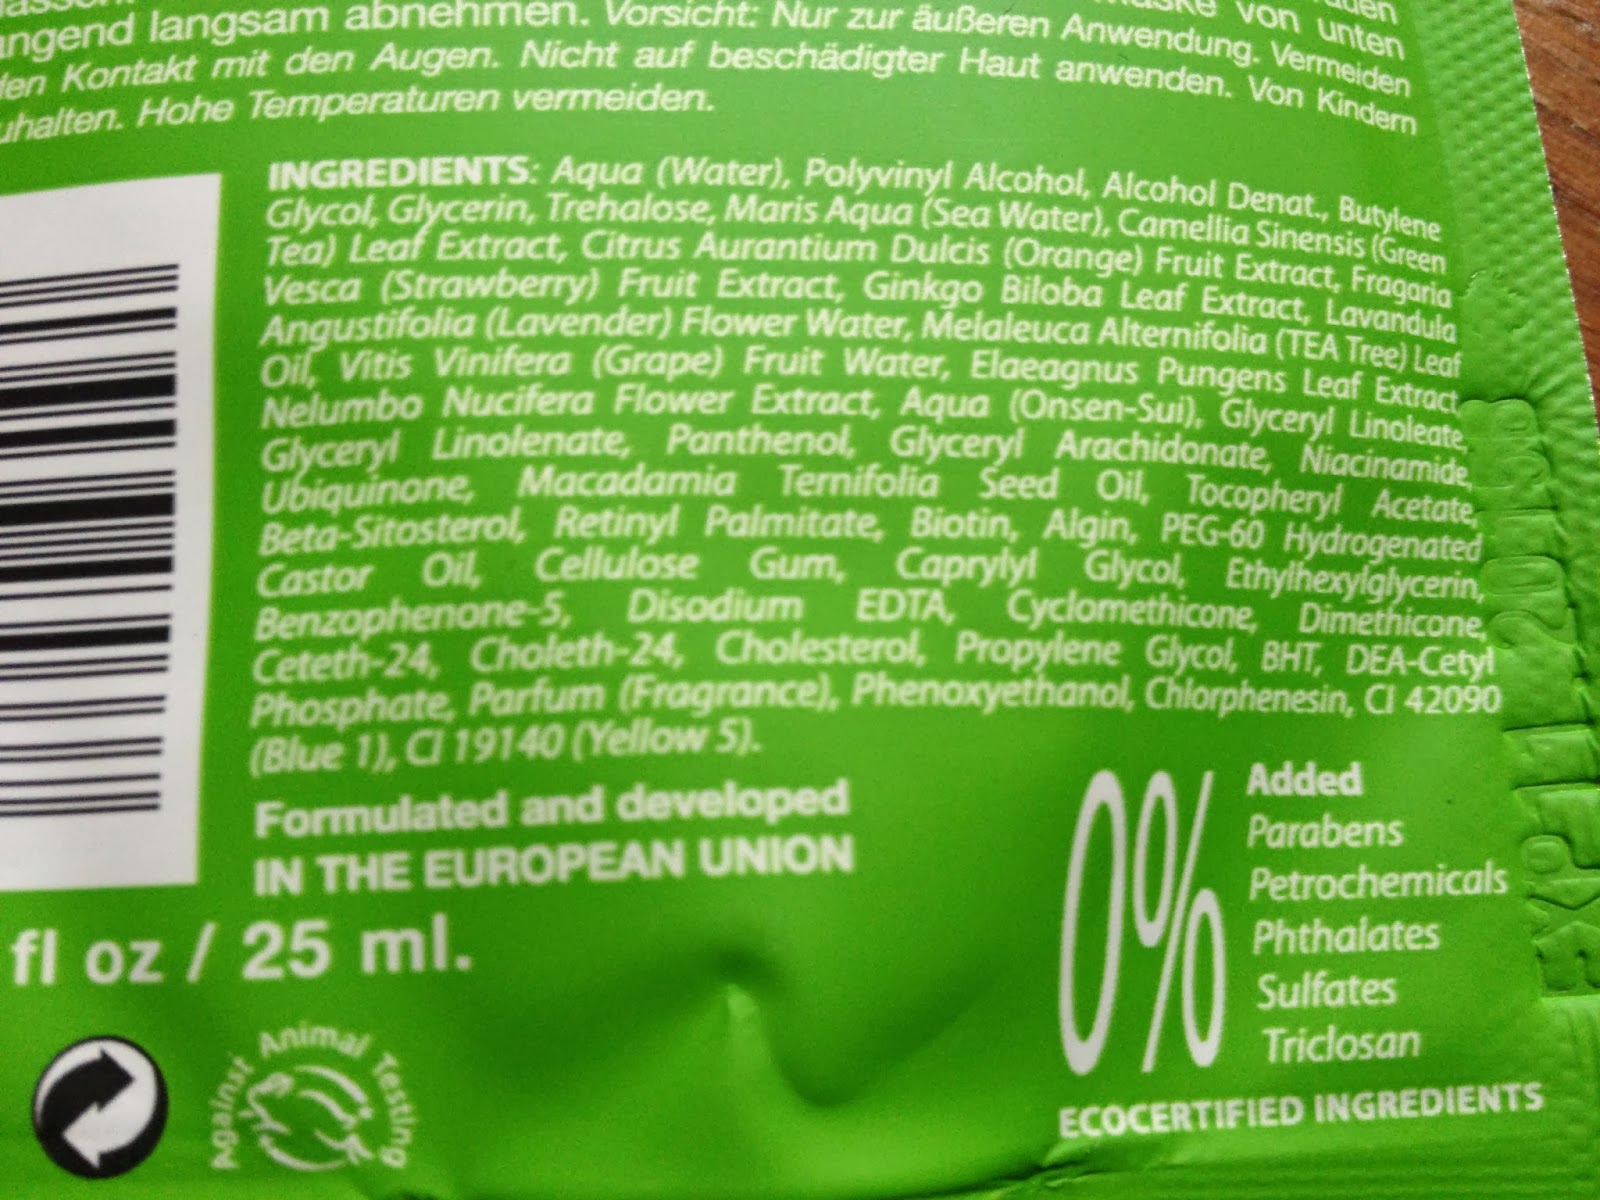 von unten
ngend langsam abnehmen. Vorsicht: Nur zur äußeren Anwendung. Vermeiden
den Kontakt mit den Augen. Nicht auf beschädigter Haut anwenden. Von Kindern
uhalten. Hohe Temperaturen vermeiden.
INGREDIENTS: Aqua (Water), Polyvinyl Alcohol, Alcohol Denat., Butylene
Glycol, Glycerin, Trehalose, Maris Aqua (Sea Water), Camellia Sinensis (Green
Tea) Leaf Extract, Citrus Aurantium Dulcis (Orange) Fruit Extract, Fragaria
Vesca (Strawberry) Fruit Extract, Ginkgo Biloba Leaf Extract, Lavandula
Angustifolia (Lavender) Flower Water, Melaleuca Alternifolia (TEA Tree) Leaf
Oil, Vitis Vinifera (Grape) Fruit Water, Elaeagnus Pungens Leaf Extract,
Nelumbo Nucifera Flower Extract, Aqua (Onsen-Sui), Glyceryl Linoleate,
Glyceryl Linolenate, Panthenol, Glyceryl Arachidonate, Niacinamide,
Ubiquinone, Macadamia Ternifolia Seed Oil, Tocopheryl Acetate,
Beta-Sitosterol, Retinyl Palmitate, Biotin, Algin, PEG-60 Hydrogenated
Castor Oil, Cellulose Gum, Caprylyl Glycol, Ethylhexylglycerin,
Benzophenone-5, Disodium EDTA, Cyclomethicone, Dimethicone,
Ceteth-24, Choleth-24, Cholesterol, Propylene Glycol, BHT, DEA-Cetyl
Phosphate, Parfum (Fragrance), Phenoxyethanol, Chlorphenesin, CI 42090
(Blue 1), CI 19140 (Yellow 5).
Formulated and developed
IN THE EUROPEAN UNION
fl oz / 25 ml.
Against Animal Testing
0%
Added
Parabens
Petrochemicals
Phthalates
Sulfates
Triclosan
ECOCERTIFIED INGREDIENTS